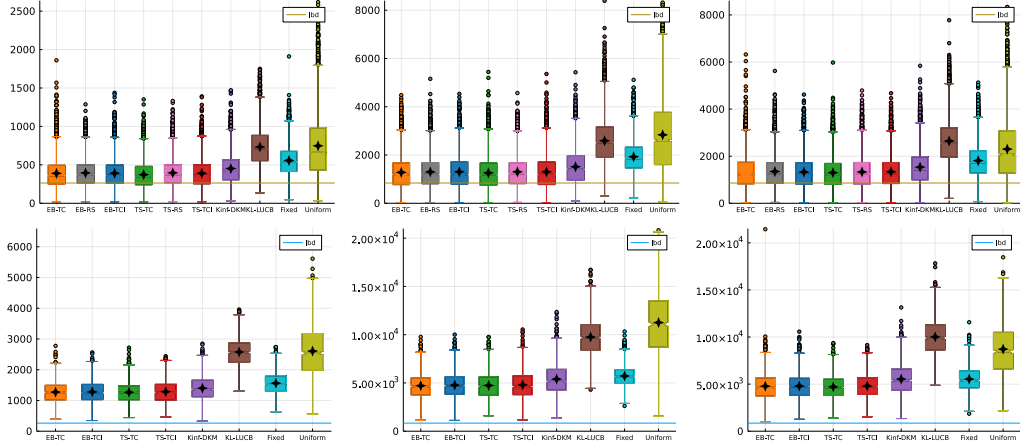 lbd
2500
2000
1500
1000
500
0
EB-TC EB-RS EB-TCI TS-TC TS-RS TS-TCI Kinf-DKM KL-LUCB Fixed Uniform
lbd
8000
6000
4000
2000
0
EB-TC EB-RS EB-TCI TS-TC TS-RS TS-TCI Kinf-DKM KL-LUCB Fixed Uniform
lbd
8000
6000
4000
2000
0
EB-TC EB-RS EB-TCI TS-TC TS-RS TS-TCI Kinf-DKM KL-LUCB Fixed Uniform
lbd
6000
5000
4000
3000
2000
1000
0
EB-TC EB-TCI TS-TC TS-TCI Kinf-DKM KL-LUCB Fixed Uniform
lbd
2.00×10⁴
1.50×10⁴
1.00×10⁴
5.00×10³
0
EB-TC EB-TCI TS-TC TS-TCI Kinf-DKM KL-LUCB Fixed Uniform
lbd
2.00×10⁴
1.50×10⁴
1.00×10⁴
5.00×10³
0
EB-TC EB-TCI TS-TC TS-TCI Kinf-DKM KL-LUCB Fixed Uniform